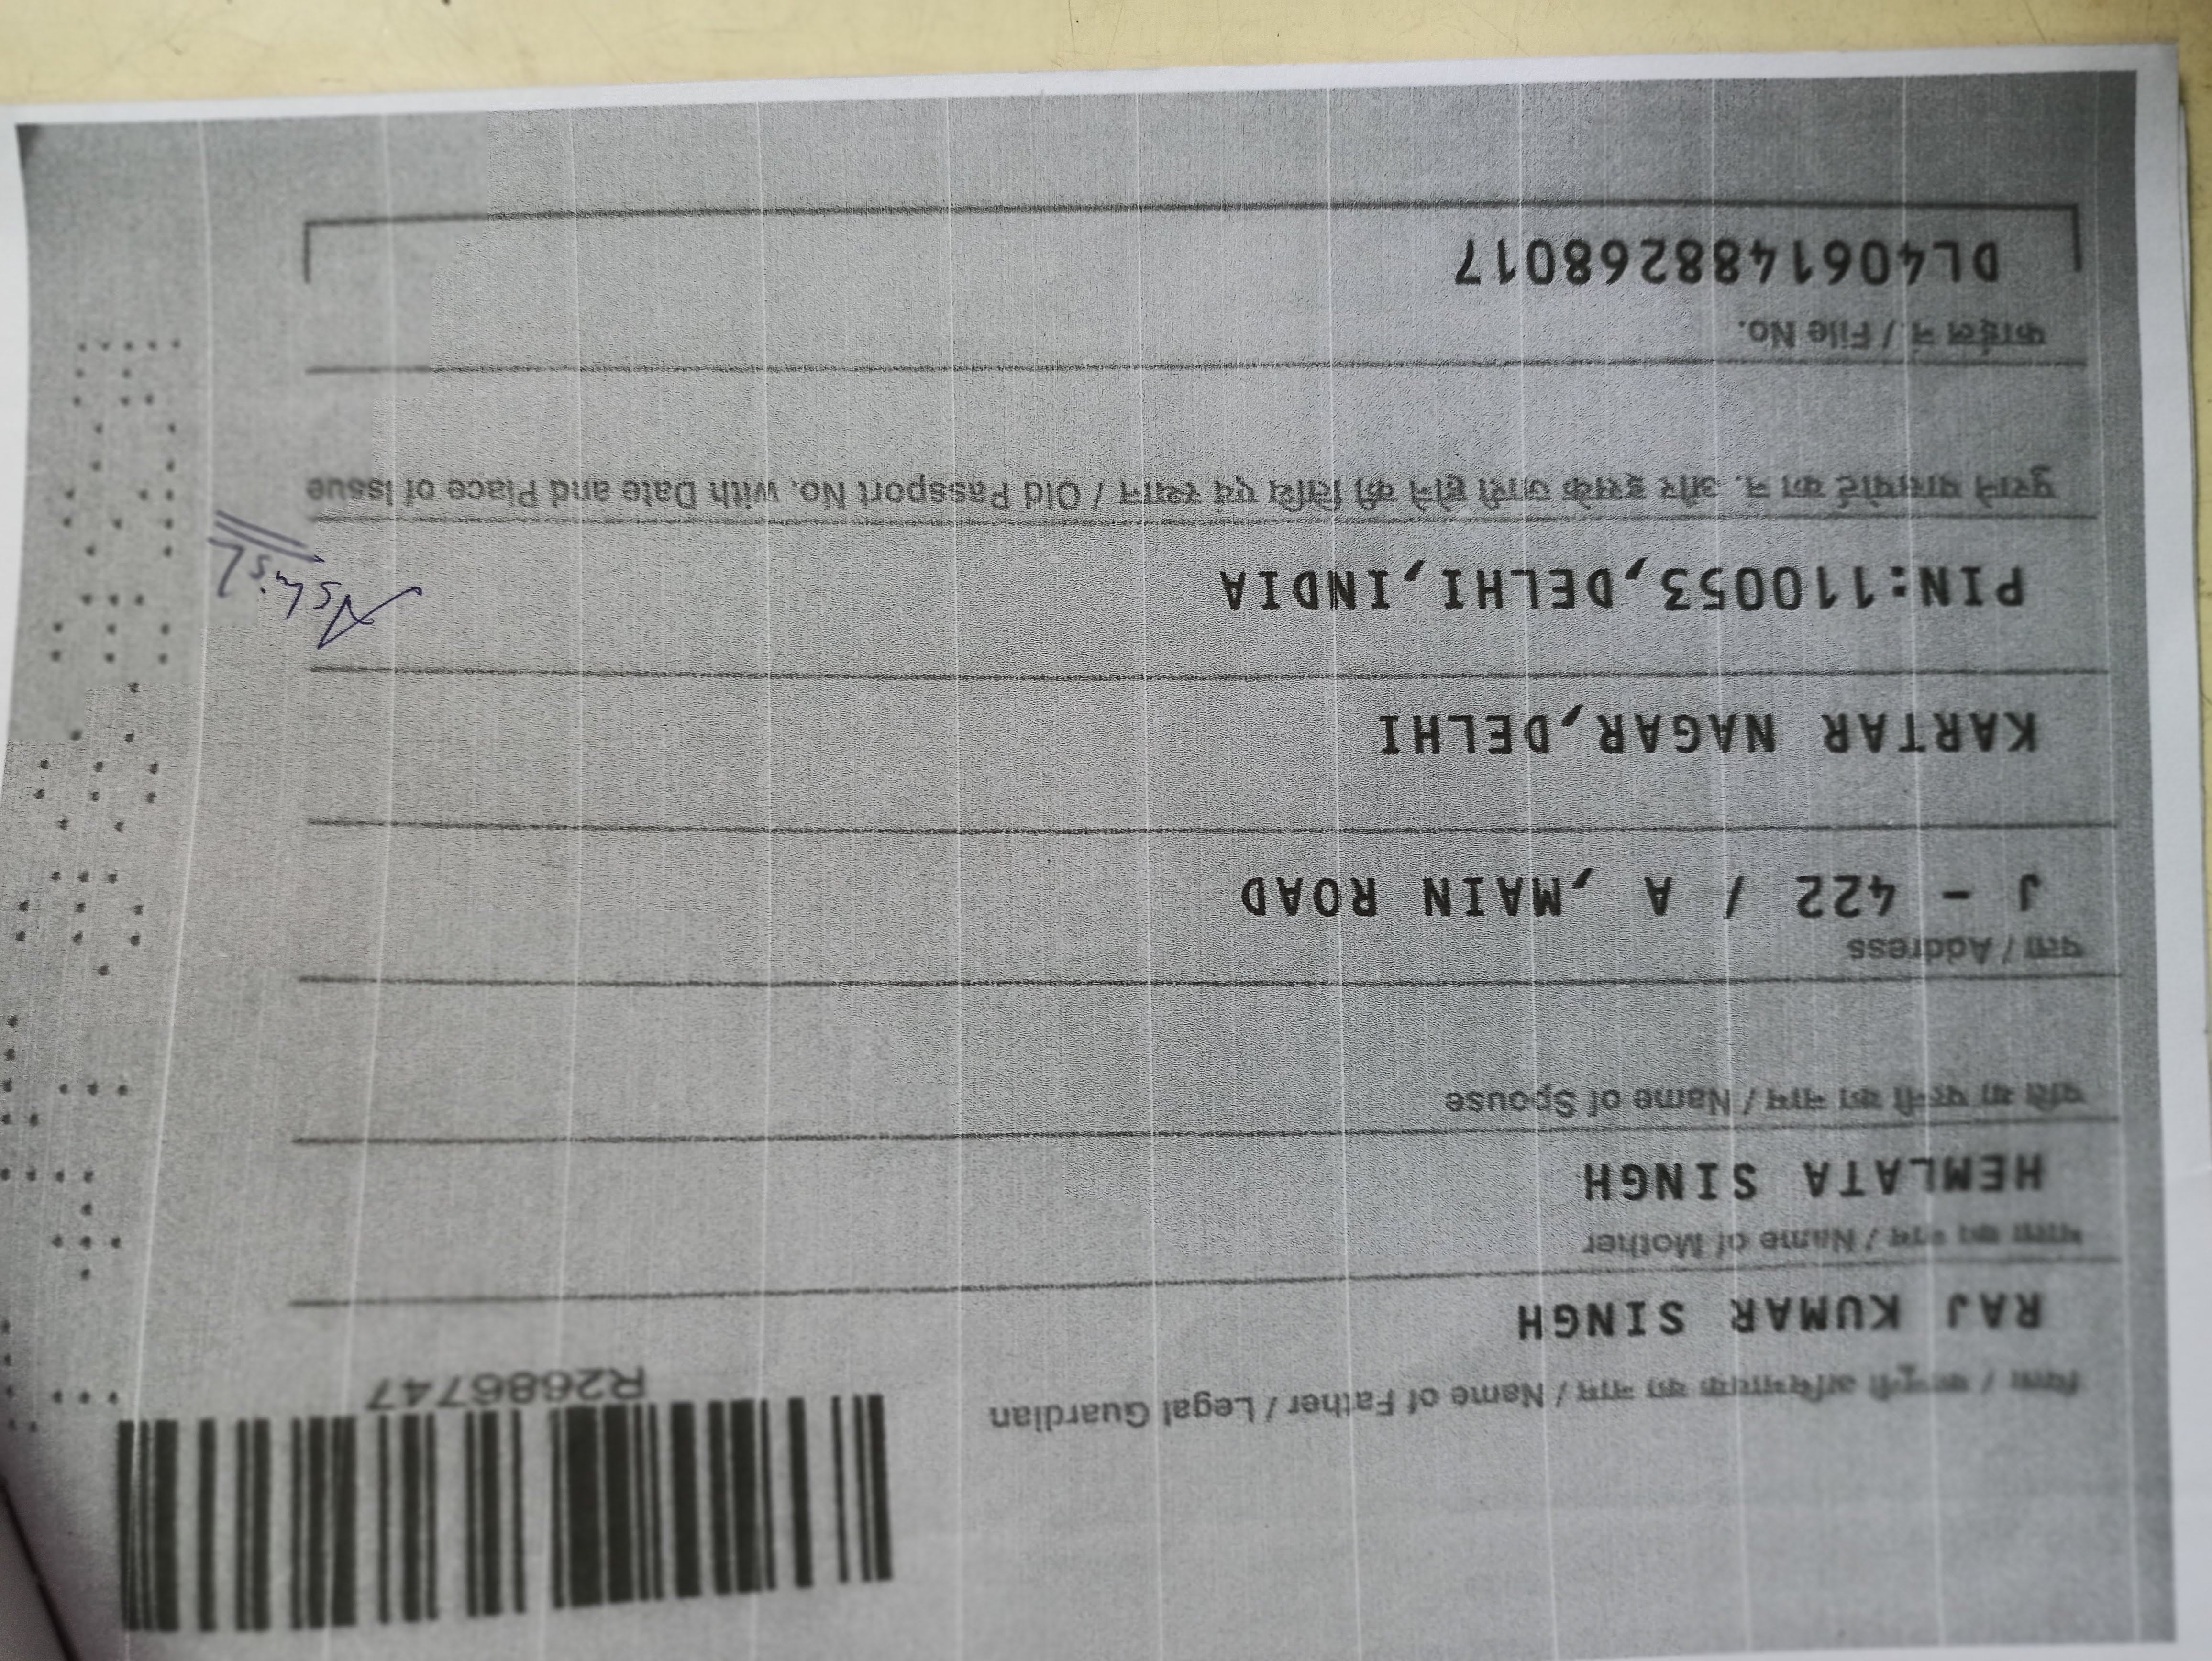 R2686747
पिता / कानूनी अभिभावक का नाम / Name of Father / Legal Guardian
RAJ KUMAR SINGH
माता का नाम / Name of Mother
HEMLATA SINGH
पति या पत्नी का नाम / Name of Spouse
पता / Address
J - 422 / A ,MAIN ROAD
KARTAR NAGAR,DELHI
PIN:110053,DELHI,INDIA
Ashish
पुराने पासपोर्ट का नं. और इसके जारी होने की तिथि एवं स्थान / Old Passport No. with Date and Place of Issue
फाईल नं. / File No.
DL4061488268017